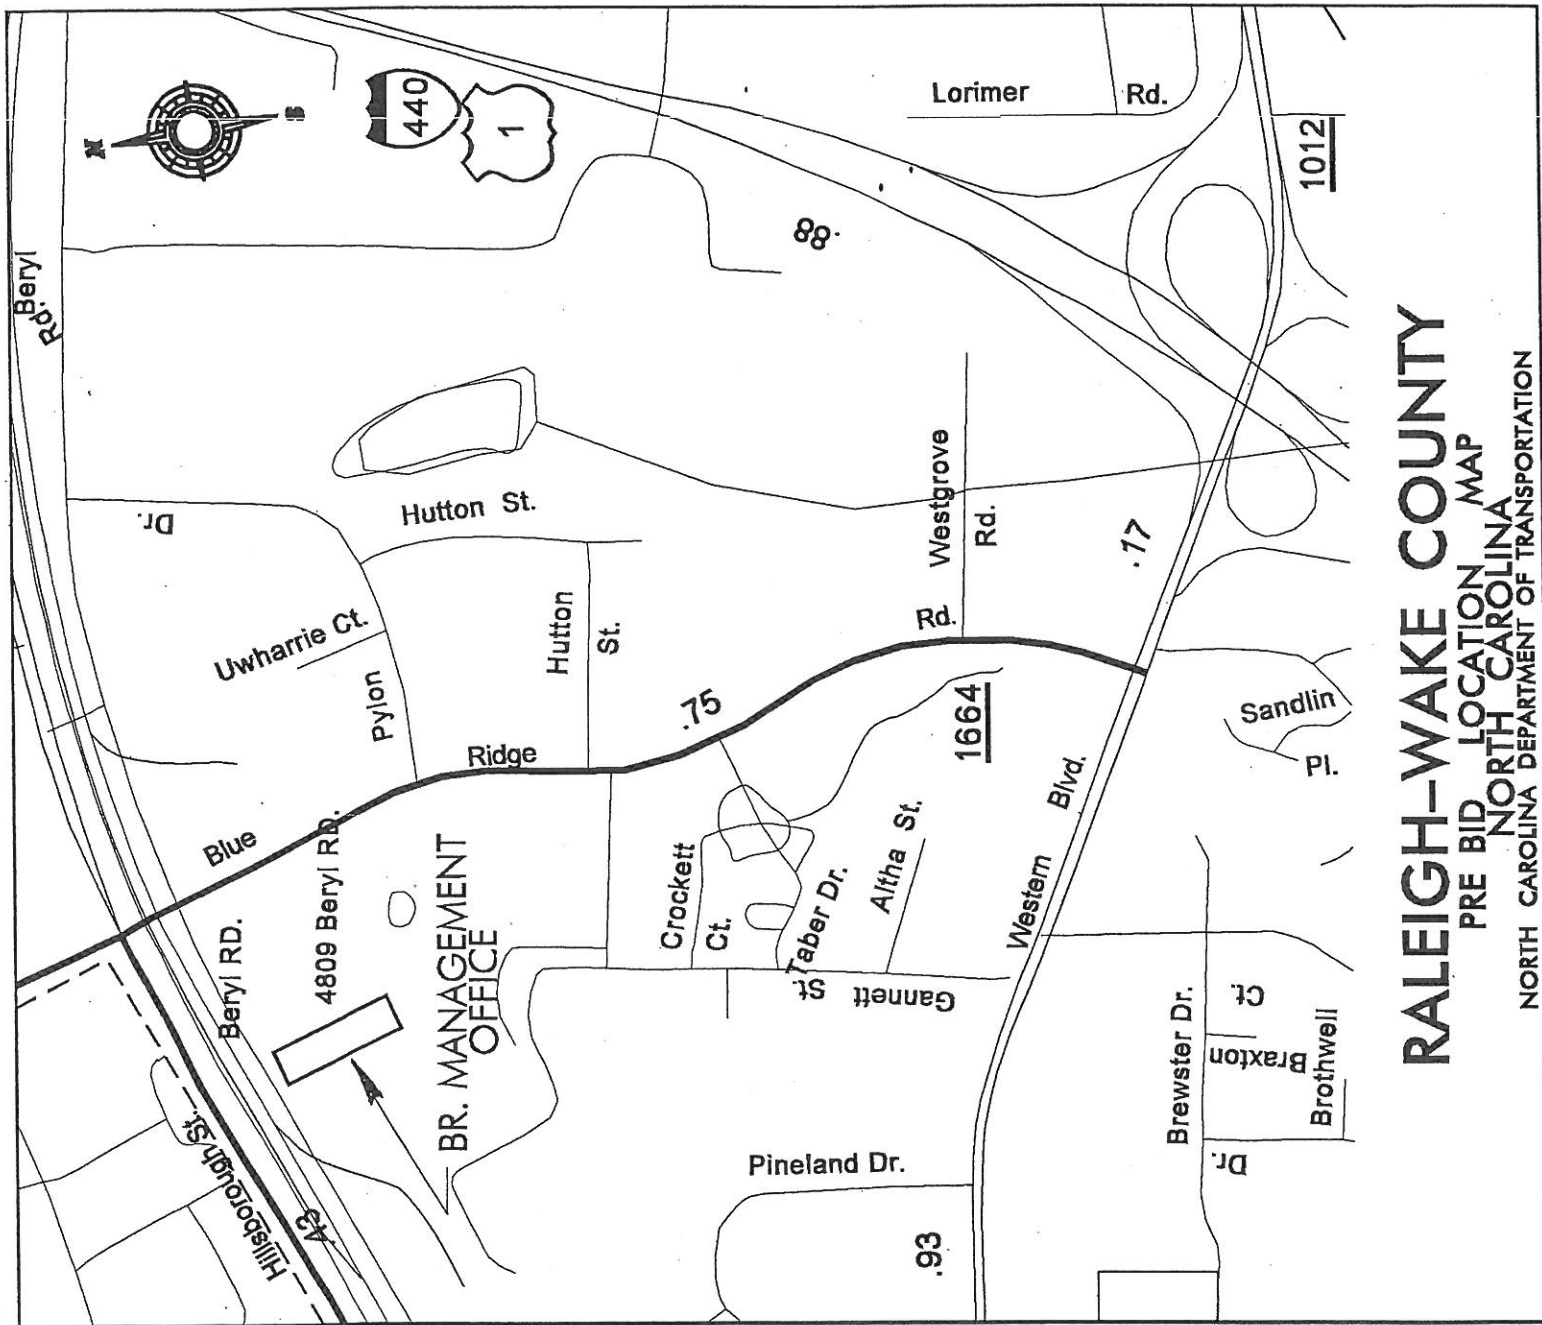 N
S
440
1
Lorimer Rd.
1012
Beryl
Rd.
.88
Dr.
Hutton St.
Westgrove
Rd.
.17
Uwharrie Ct.
Hutton
St.
Rd.
Pylon
.75
1664
Sandlin
Pl.
Ridge
Blue
4809 Beryl RD.
Beryl RD.
BR. MANAGEMENT
OFFICE
Crockett
Ct.
Taber Dr.
Altha St.
Western Blvd.
Gannett
St.
Hillsborough St.
.43
Pineland Dr.
.93
Brewster Dr.
Braxton
Ct.
Brothwell
Dr.
RALEIGH-WAKE COUNTY
PRE BID LOCATION MAP
NORTH CAROLINA
NORTH CAROLINA DEPARTMENT OF TRANSPORTATION